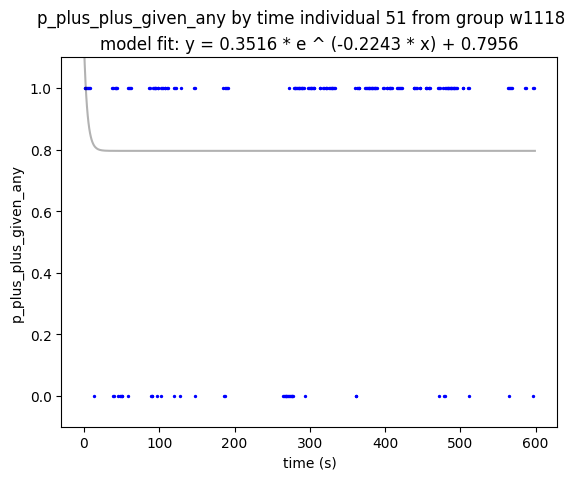 p_plus_plus_given_any by time individual 51 from group w1118
model fit: y = 0.3516 * e ^ (-0.2243 * x) + 0.7956
1.0
0.8
0.6
0.4
0.2
0.0
p_plus_plus_given_any
0 100 200 300 400 500 600
time (s)